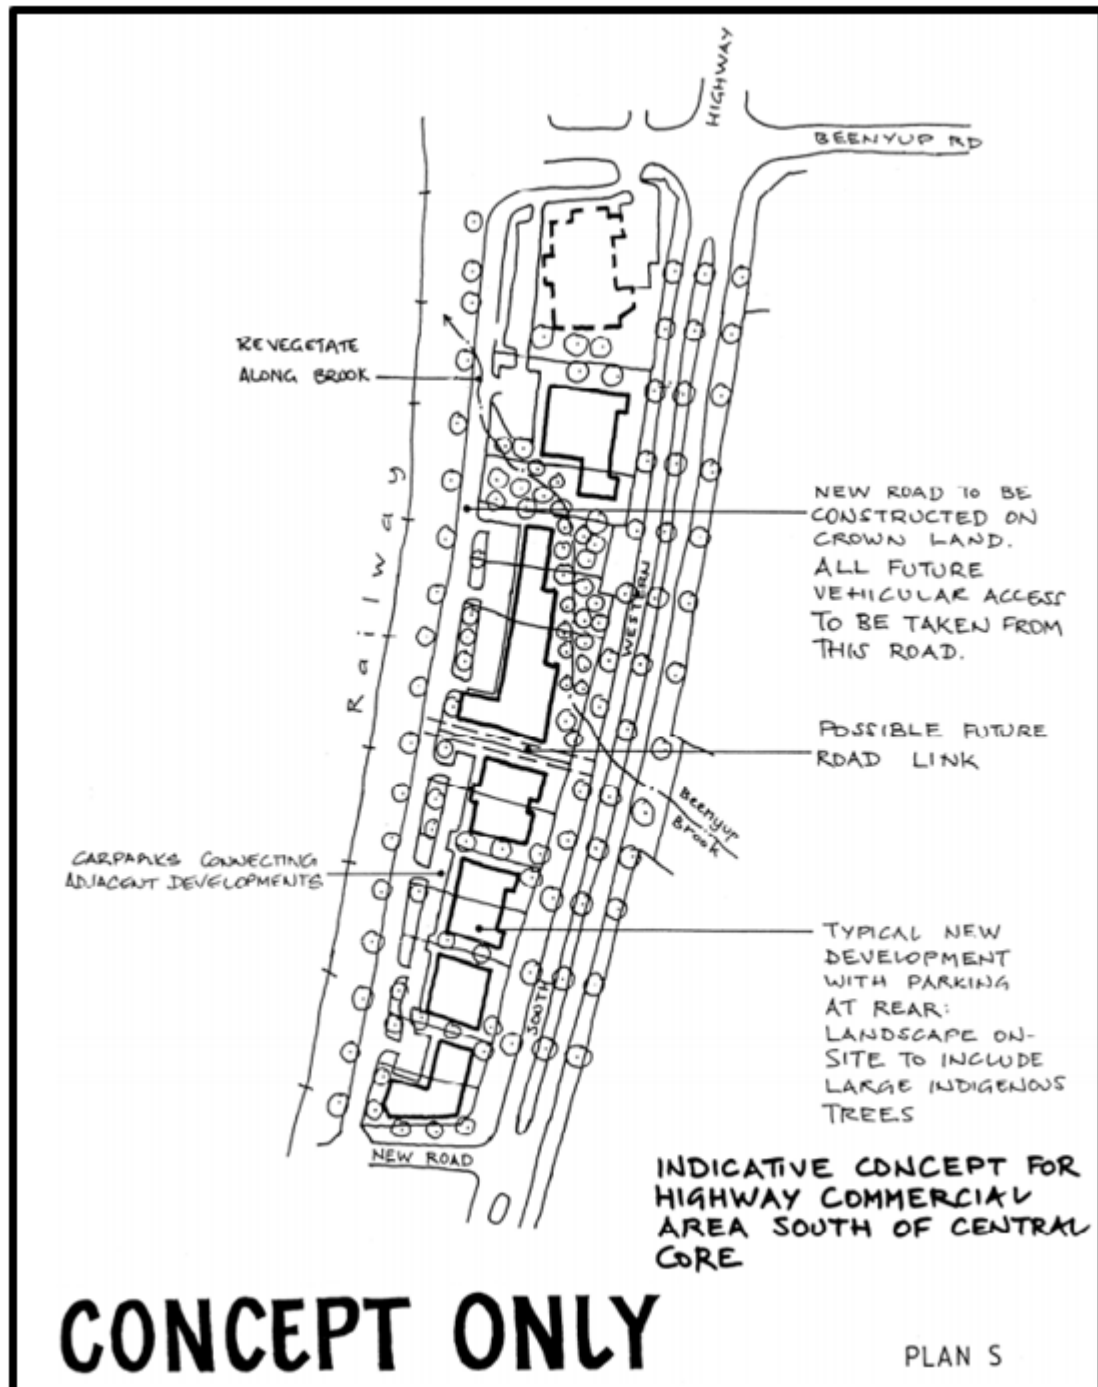 HIGHWAY
BEENYUP RD
REVEGETATE
ALONG BROOK
Railway
NEW ROAD TO BE
CONSTRUCTED ON
CROWN LAND.
ALL FUTURE
VEHICULAR ACCESS
TO BE TAKEN FROM
THIS ROAD.
WESTERN
POSSIBLE FUTURE
ROAD LINK
Beenyup
Brook
CARPARKS CONNECTING
ADJACENT DEVELOPMENTS
TYPICAL NEW
DEVELOPMENT
WITH PARKING
AT REAR:
LANDSCAPE ON-
SITE TO INCLUDE
LARGE INDIGENOUS
TREES
SOUTH
NEW ROAD
INDICATIVE CONCEPT FOR
HIGHWAY COMMERCIAL
AREA SOUTH OF CENTRAL
CORE
CONCEPT ONLY
PLAN S